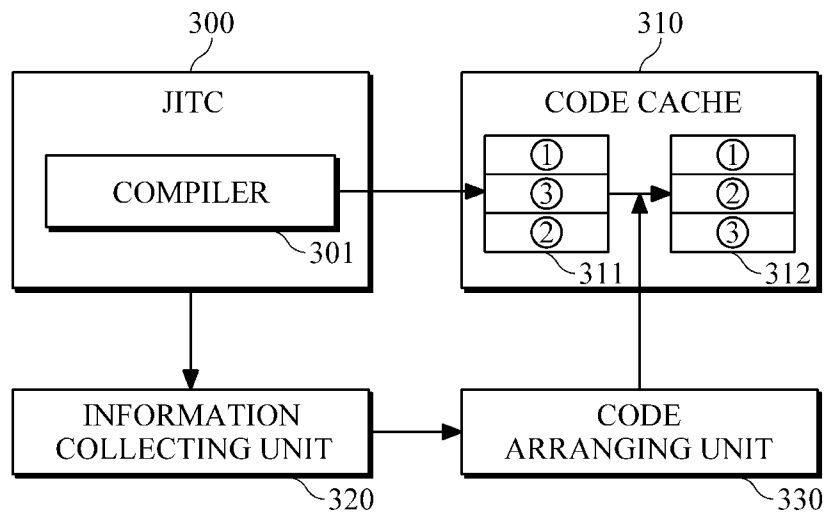 300
310
JITC
CODE CACHE
COMPILER
301
①
③
②
311
①
②
③
312
INFORMATION
COLLECTING UNIT
320
CODE
ARRANGING UNIT
330